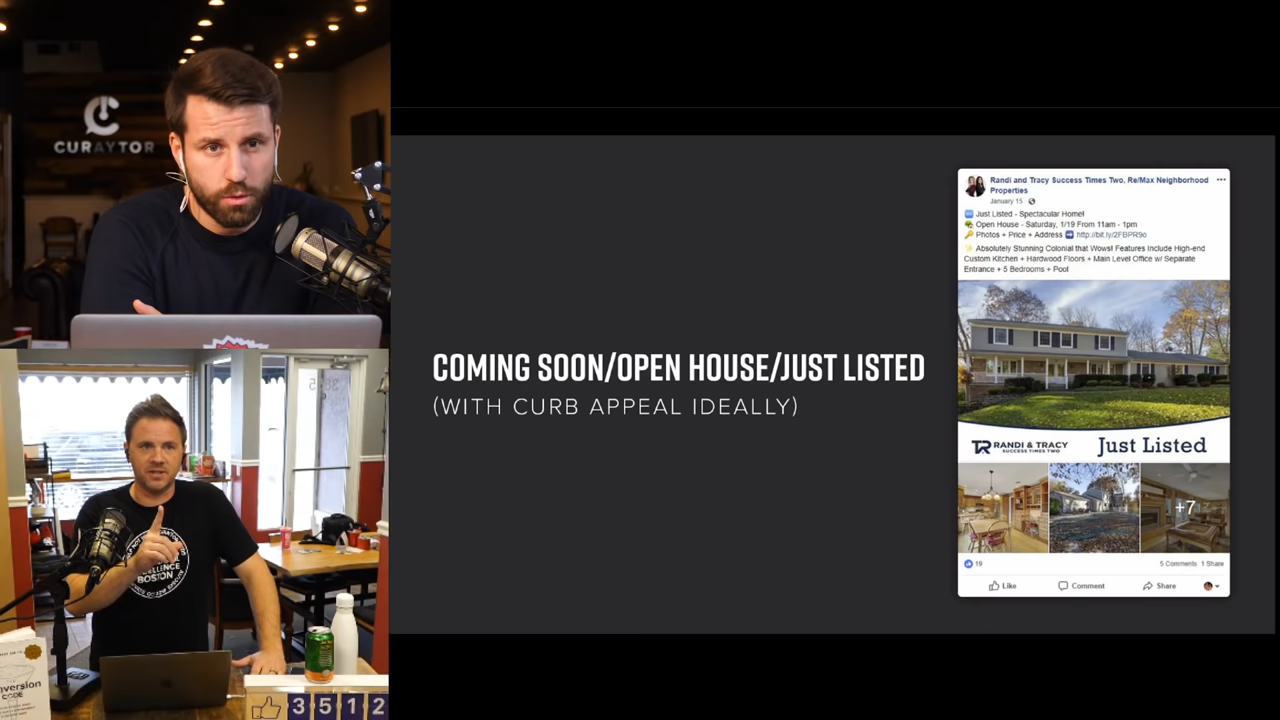 CURAYTOR
COMING SOON/OPEN HOUSE/JUST LISTED
(WITH CURB APPEAL IDEALLY)
Randi and Tracy Success Times Two, Re/Max Neighborhood
Properties
January 15
Just Listed - Spectacular Home!
Open House - Saturday, 1/19 From 11am - 1pm
Photos + Price + Address http://bit.ly/2FBPR9o
Absolutely Stunning Colonial that Wows! Features Include High-end
Custom Kitchen + Hardwood Floors + Main Level Office w/ Separate
Entrance + 5 Bedrooms + Pool
TR RANDI & TRACY
SUCCESS TIMES TWO
Just Listed
+7
19
5 Comments 1 Share
Like Comment Share
BOSTON
CODE
3512